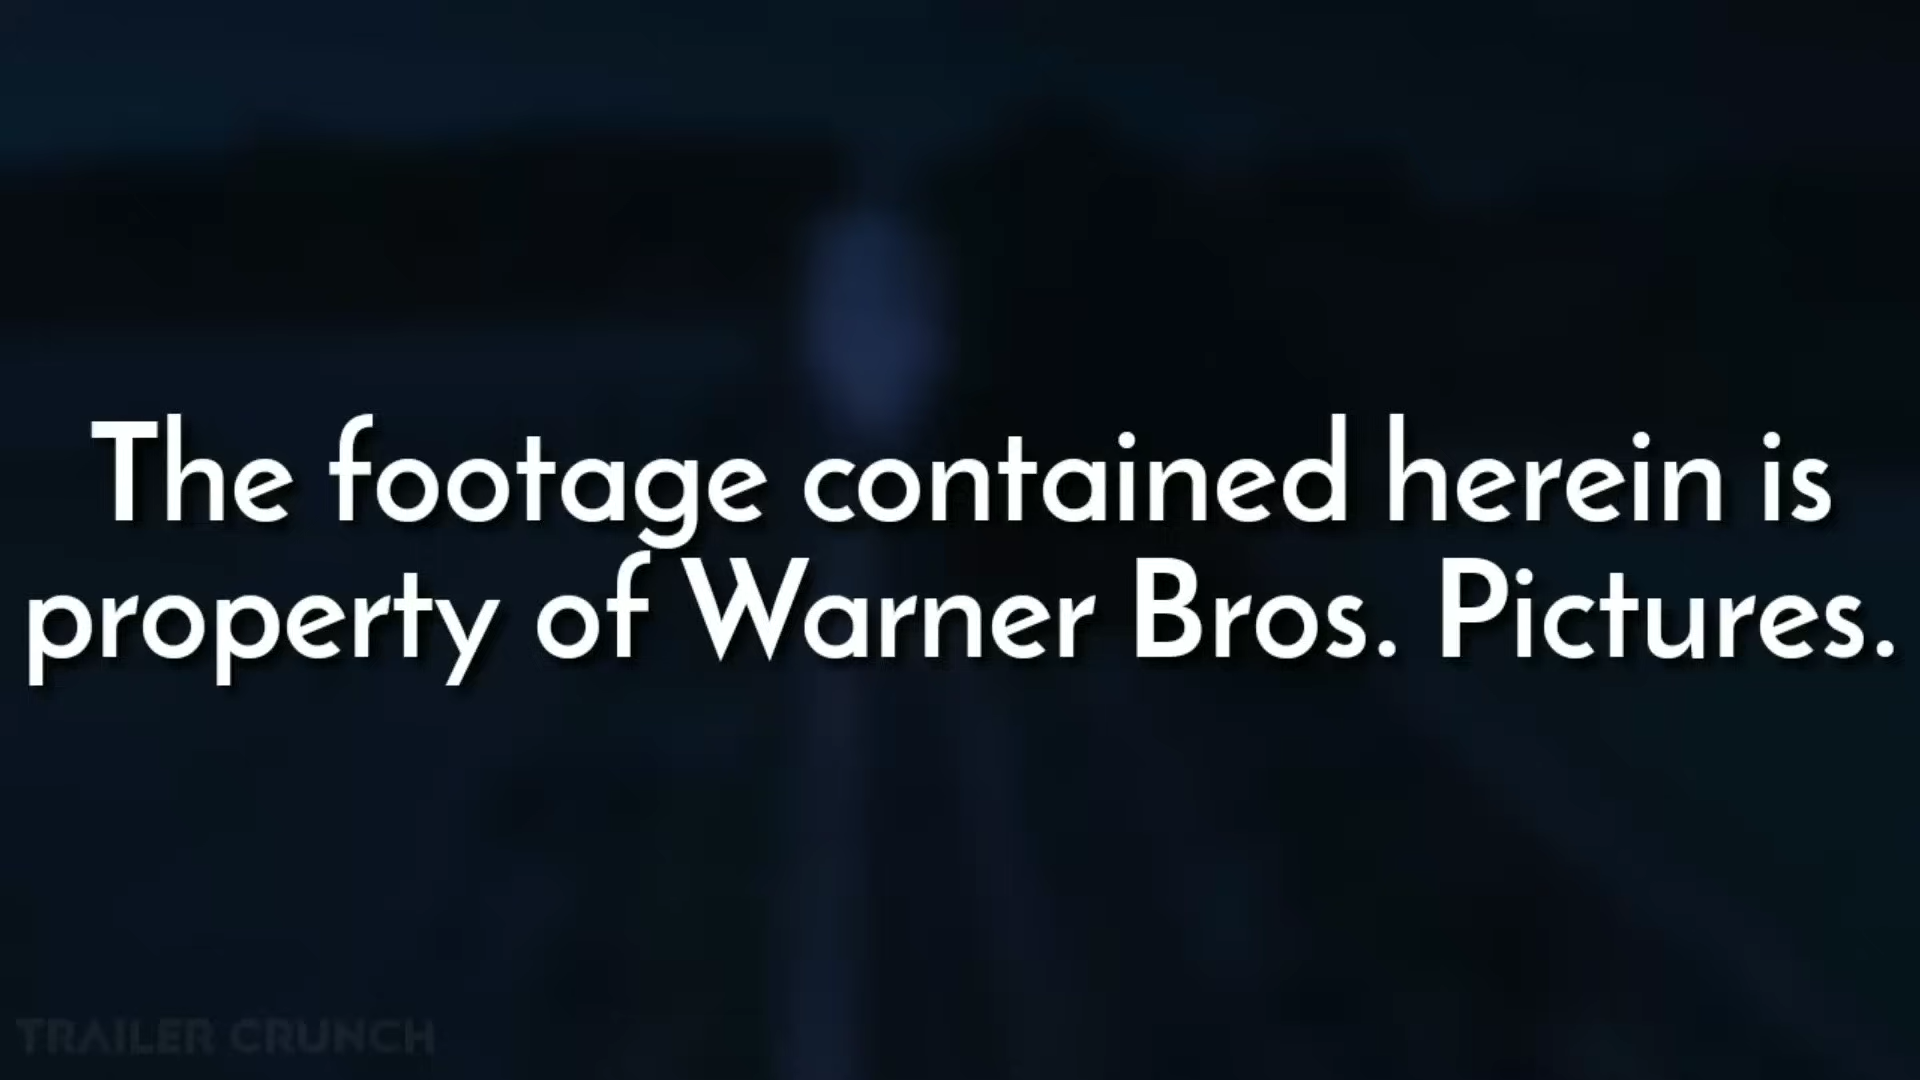 The footage contained herein is
property of Warner Bros. Pictures.
TRAILER CRUNCH